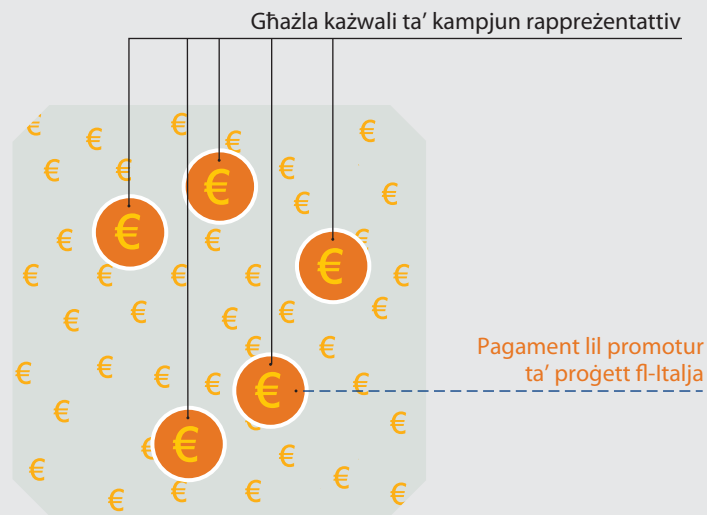 Għażla każwali ta’ kampjun rappreżentattiv
Pagament lil promotur
ta’ proġett fl-Italja